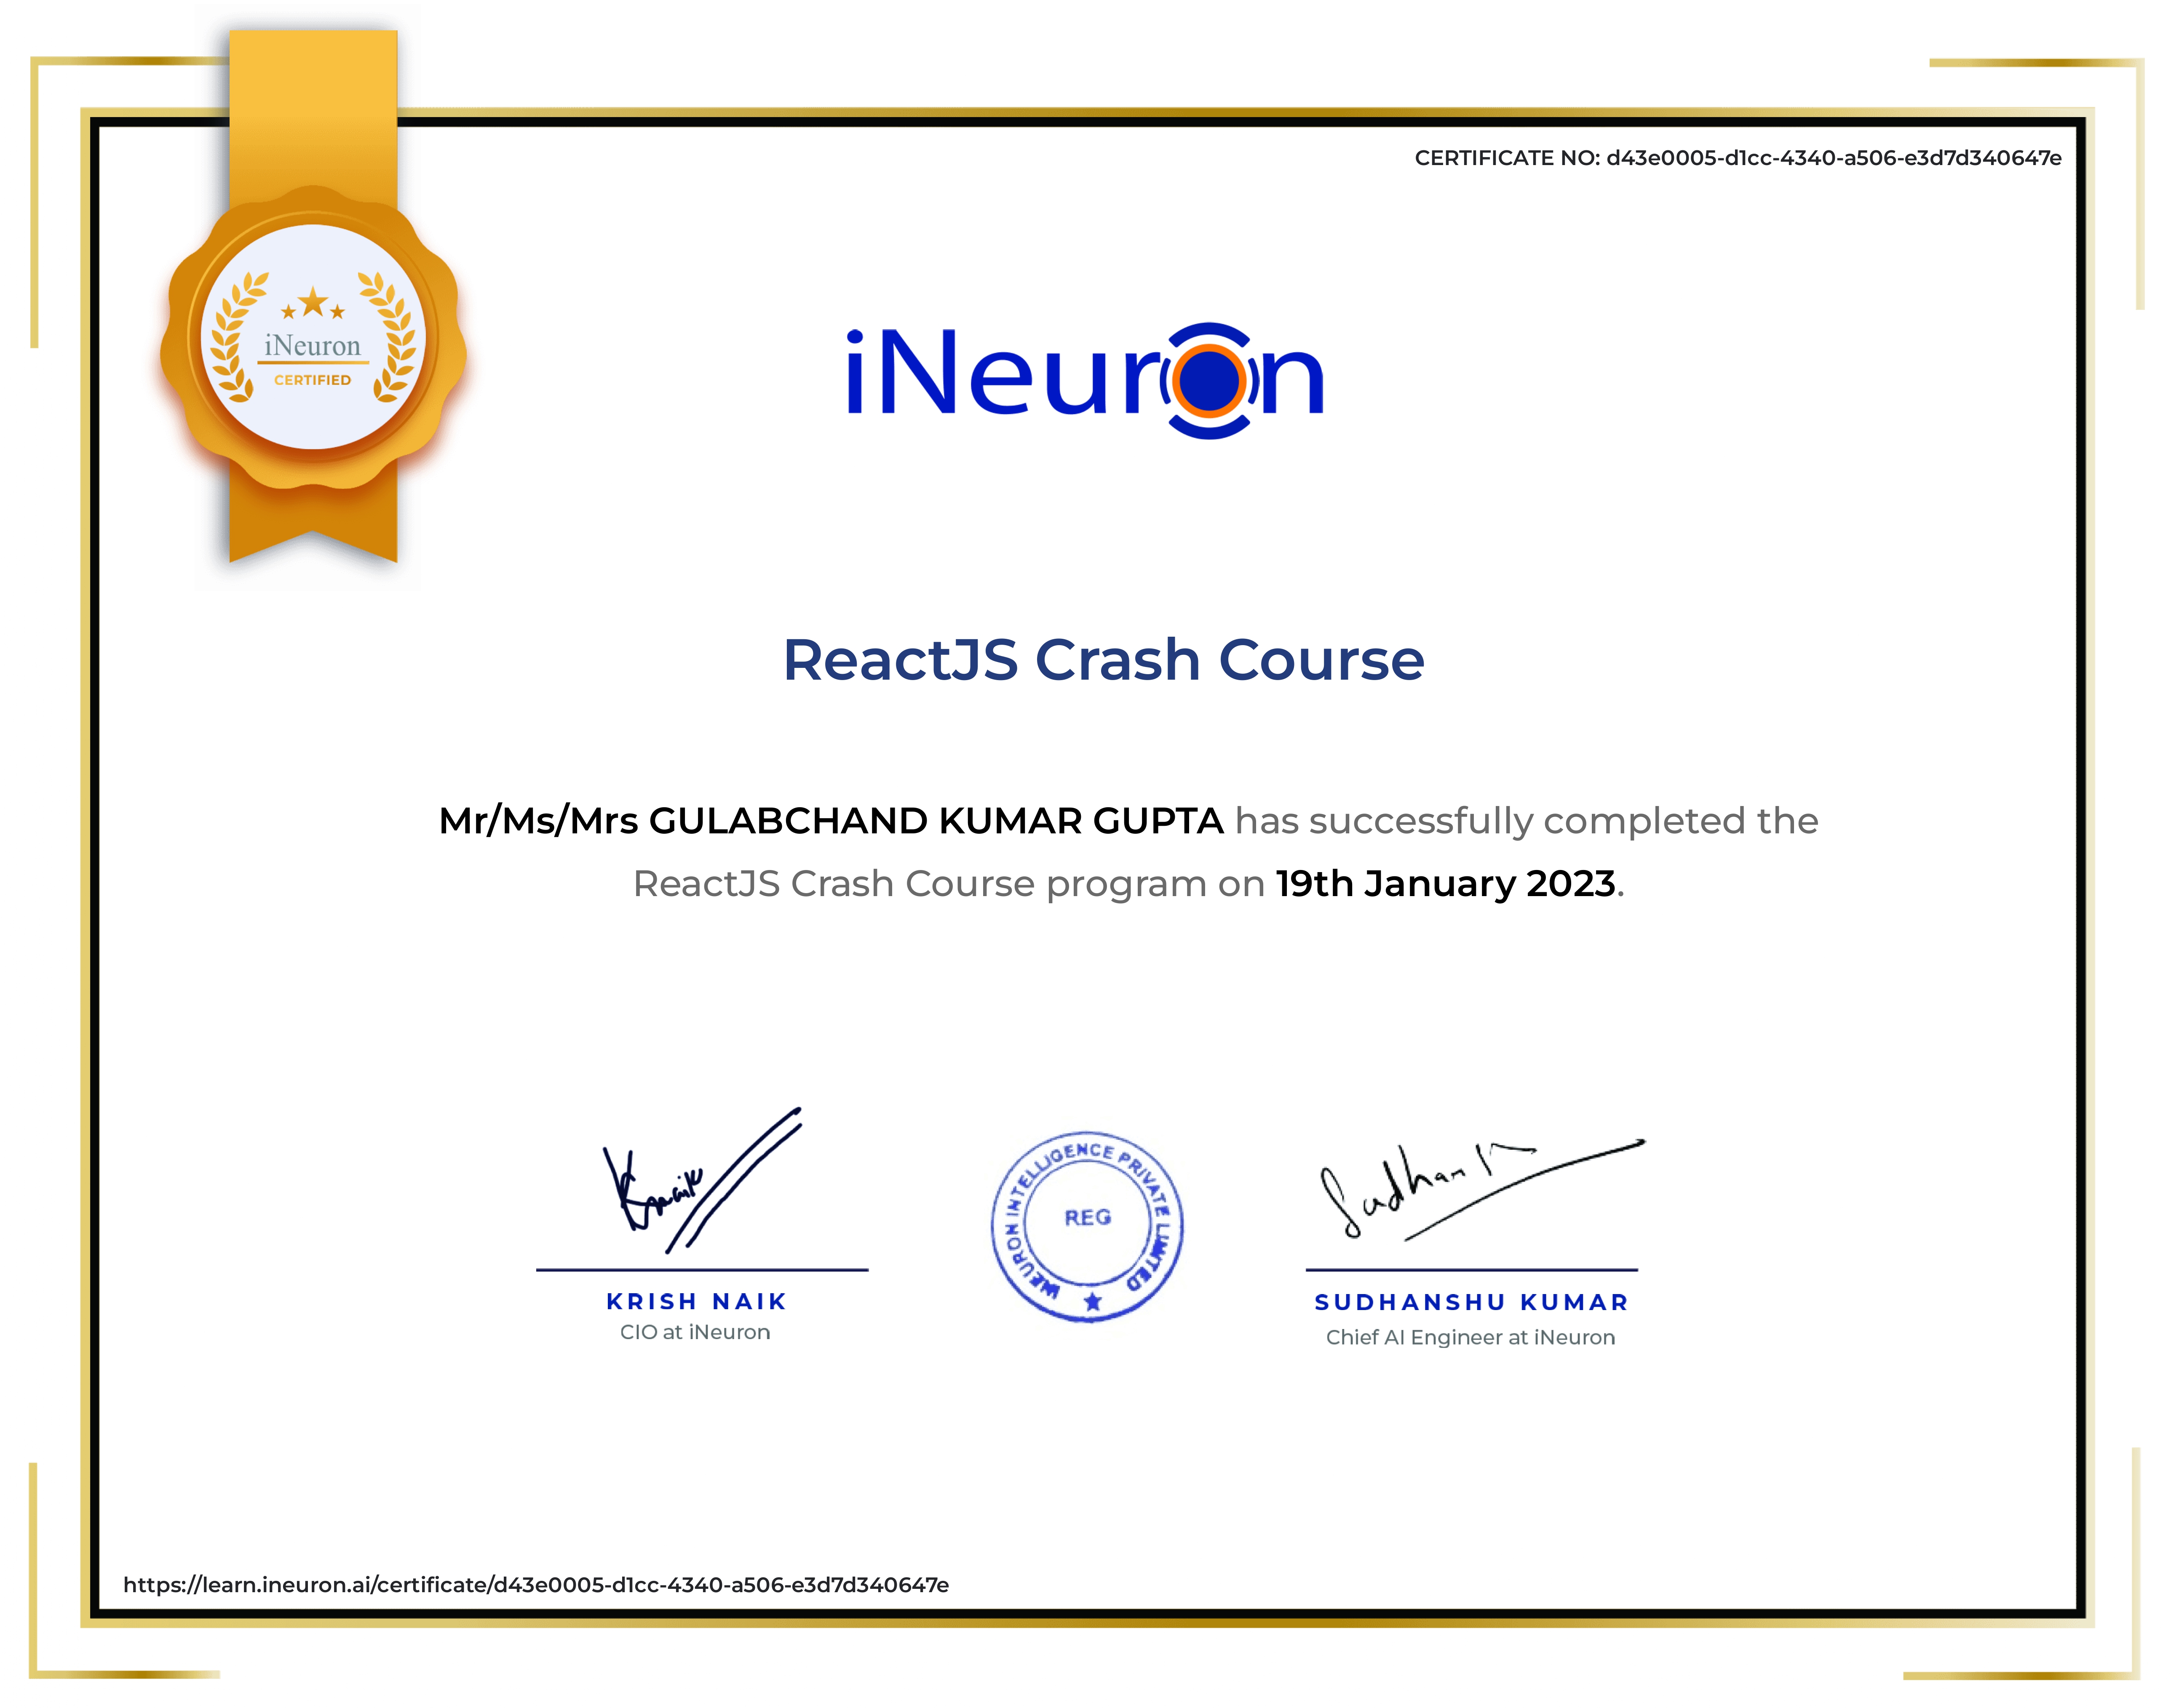 CERTIFICATE NO: d43e0005-d1cc-4340-a506-e3d7d340647e
iNeuron
CERTIFIED
iNeuron
ReactJS Crash Course
Mr/Ms/Mrs GULABCHAND KUMAR GUPTA has successfully completed the
ReactJS Crash Course program on 19th January 2023.
INEURON INTELLIGENCE PRIVATE LIMITED
REG
KRISH NAIK
CIO at iNeuron
SUDHANSHU KUMAR
Chief AI Engineer at iNeuron
https://learn.ineuron.ai/certificate/d43e0005-d1cc-4340-a506-e3d7d340647e